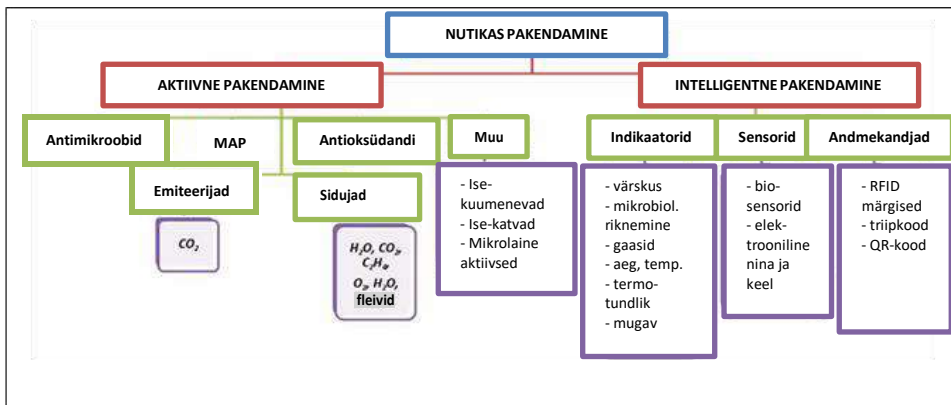 NUTIKAS PAKENDAMINE
AKTIIVNE PAKENDAMINE
INTELLIGENTNE PAKENDAMINE
Antimikroobid
MAP
Antioksüdandi
Muu
Indikaatorid
Sensorid
Andmekandjad
Emiteerijad
Sidujad
CO₂
H₂O, CO₂,
C₂H₄,
O₂, H₂O,
fleivid
- Ise-
kuumenevad
- Ise-katvad
- Mikrolaine
aktiivsed
- värskus
- mikrobiol.
riknemine
- gaasid
- aeg, temp.
- termo-
tundlik
- mugav
- bio-
sensorid
- elek-
trooniline
nina ja
keel
- RFID
märgised
- triipkood
- QR-kood